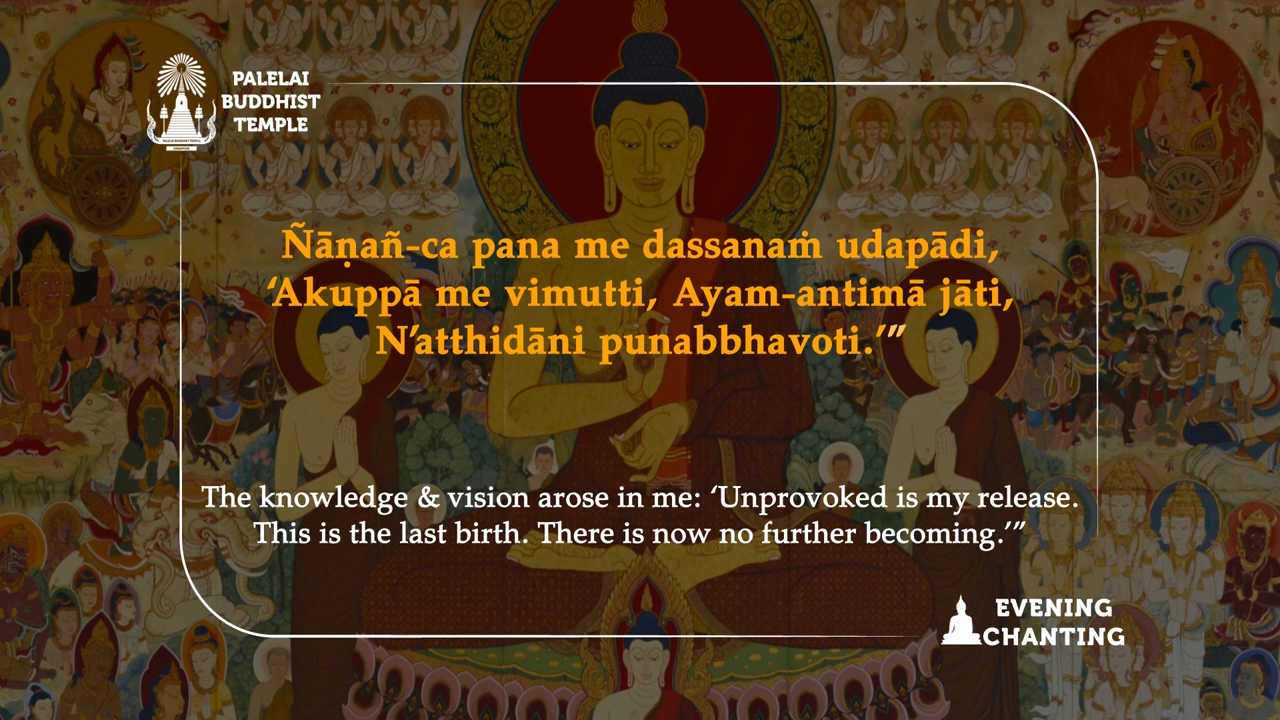 PALELAI
BUDDHIST
TEMPLE
Ñāṇañ-ca pana me dassanaṁ udapādi,
‘Akuppā me vimutti, Ayam-antimā jāti,
N’atthidāni punabbhavoti.’”
The knowledge & vision arose in me: ‘Unprovoked is my release.
This is the last birth. There is now no further becoming.’”
EVENING
CHANTING